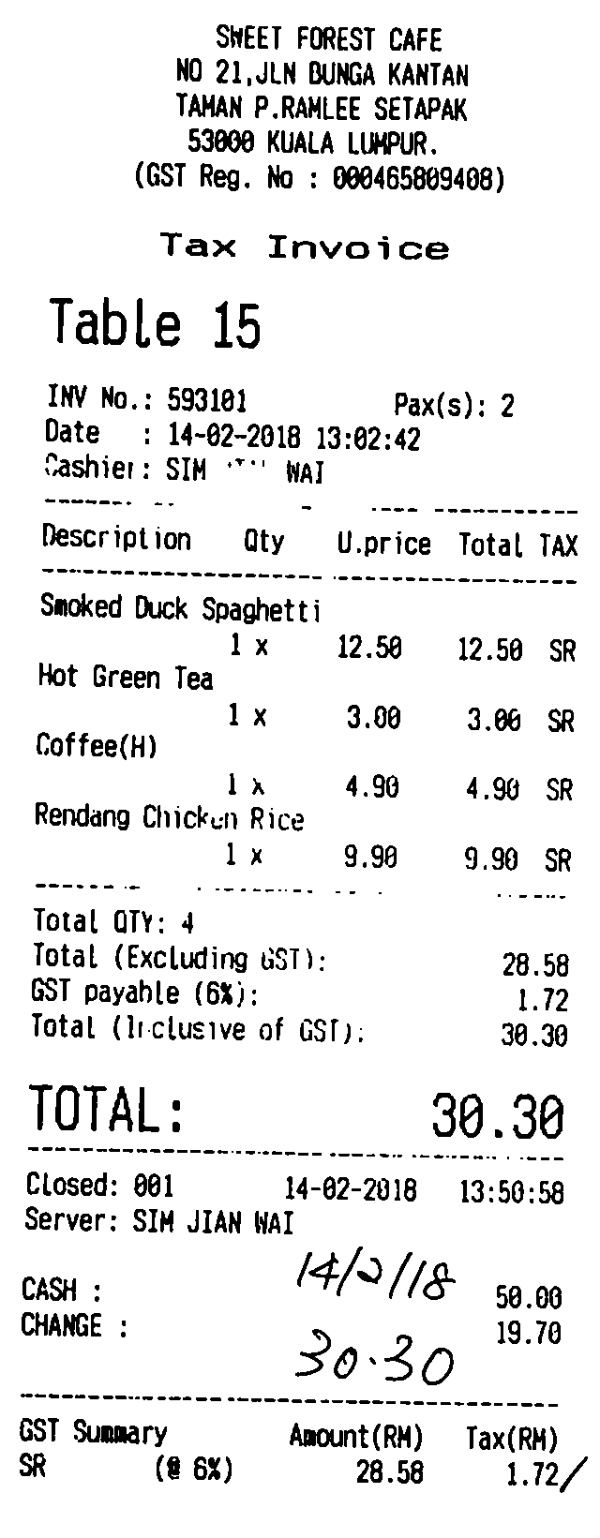 SWEET FOREST CAFE
NO 21,JLN BUNGA KANTAN
TAMAN P.RAMLEE SETAPAK
53000 KUALA LUMPUR.
(GST Reg. No : 000465809408)
Tax Invoice
Table 15
INV No.: 593101 Pax(s): 2
Date : 14-02-2018 13:02:42
Cashier: SIM WAI
Description Qty U.price Total TAX
Smoked Duck Spaghetti
1 x 12.50 12.50 SR
Hot Green Tea
1 x 3.00 3.00 SR
Coffee(H)
1 x 4.90 4.90 SR
Rendang Chicken Rice
1 x 9.90 9.90 SR
Total QTY: 4
Total (Excluding GST): 28.58
GST payable (6%): 1.72
Total (Inclusive of GST): 30.30
TOTAL: 30.30
Closed: 001 14-02-2018 13:50:58
Server: SIM JIAN WAI
14/2/18
CASH : 50.00
CHANGE : 19.70
30.30
GST Summary Amount(RM) Tax(RM)
SR (@ 6%) 28.58 1.72/